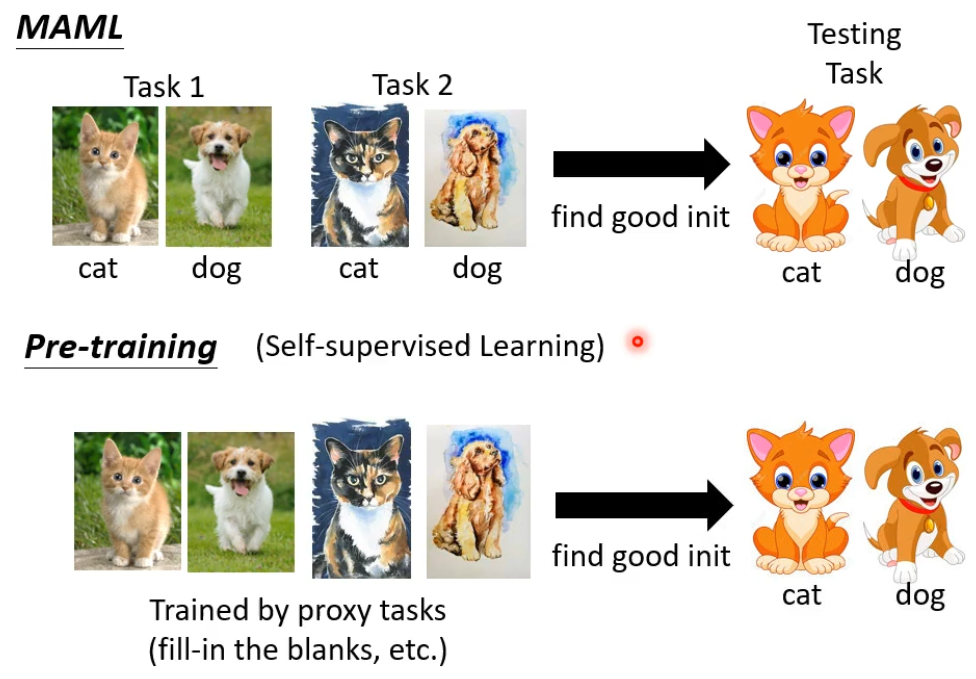 MAML
Testing
Task
Task 1
Task 2
find good init
cat
dog
cat
dog
cat
dog
Pre-training (Self-supervised Learning)
find good init
cat
dog
Trained by proxy tasks
(fill-in the blanks, etc.)